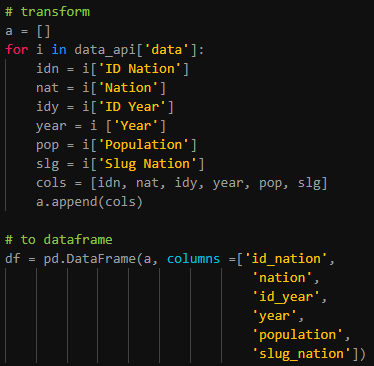 # transform
a = []
for i in data_api['data']:
    idn = i['ID Nation']
    nat = i['Nation']
    idy = i['ID Year']
    year = i ['Year']
    pop = i['Population']
    slg = i['Slug Nation']
    cols = [idn, nat, idy, year, pop, slg]
    a.append(cols)

# to dataframe
df = pd.DataFrame(a, columns =['id_nation',
                               'nation',
                               'id_year',
                               'year',
                               'population',
                               'slug_nation'])